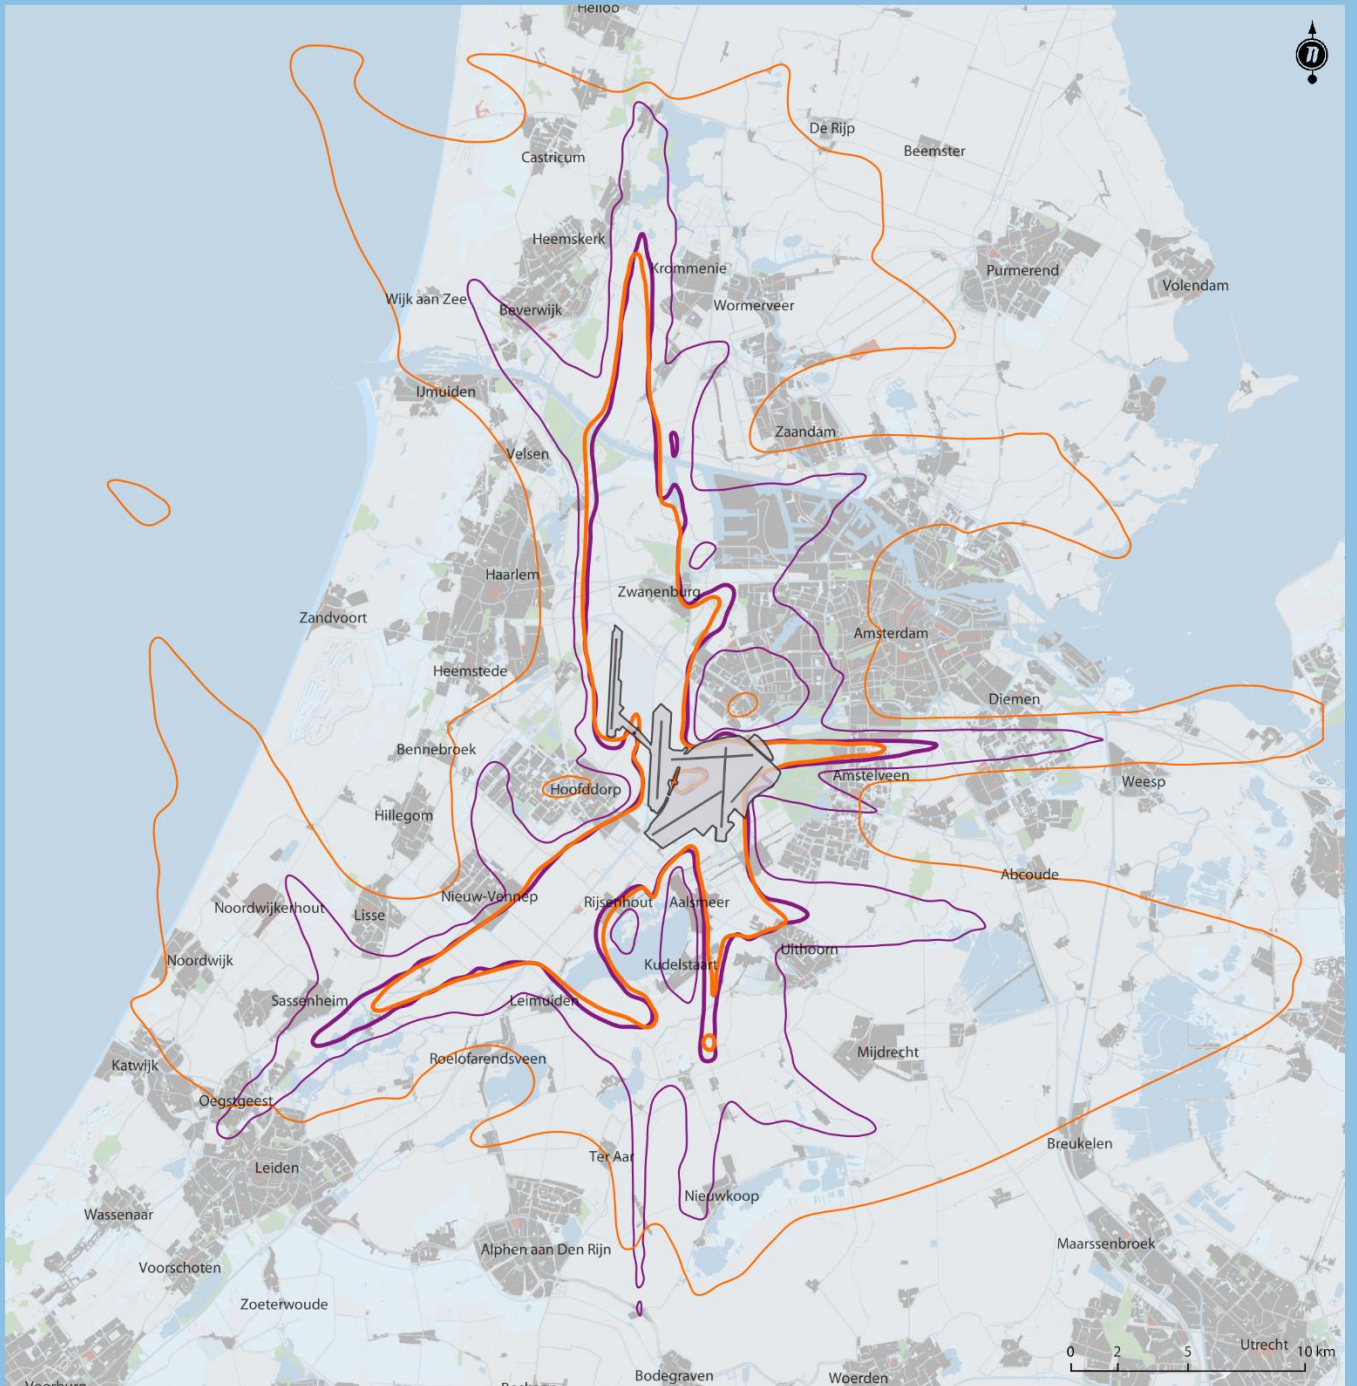 Heiloo
De Rijp
Beemster
Castricum
Heemskerk
Krommenie
Purmerend
Volendam
Wijk aan Zee
Beverwijk
Wormerveer
IJmuiden
Zaandam
Velsen
Haarlem
Zwanenburg
Zandvoort
Amsterdam
Heemstede
Diemen
Bennebroek
Amstelveen
Weesp
Hoofddorp
Hillegom
Abcoude
Nieuw-Vennep
Noordwijkerhout
Lisse
Rijsenhout
Aalsmeer
Uithoorn
Noordwijk
Kudelstaart
Sassenheim
Leimuiden
Mijdrecht
Katwijk
Roelofarendsveen
Oegstgeest
Breukelen
Ter Aar
Leiden
Nieuwkoop
Wassenaar
Maarssenbroek
Alphen aan Den Rijn
Voorschoten
Zoeterwoude
Utrecht
0 2 5 10 km
Bodegraven
Woerden